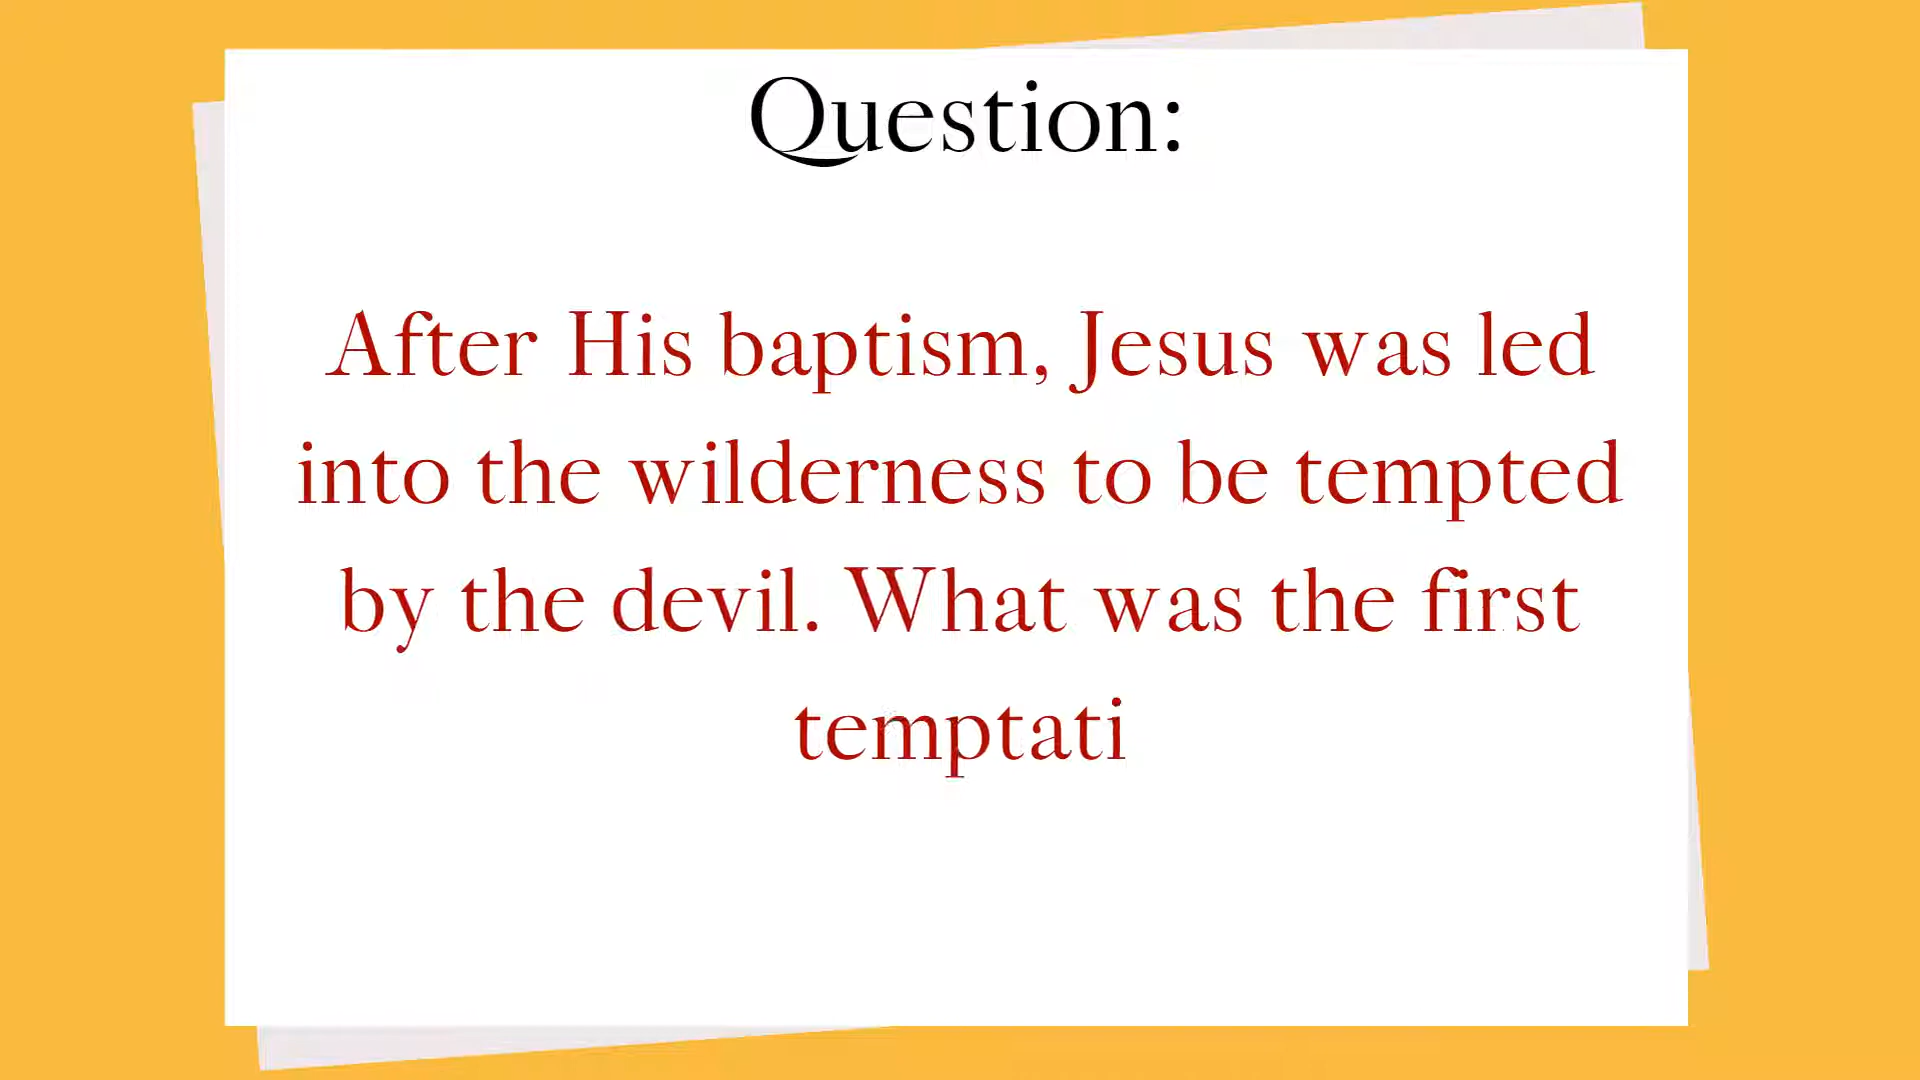 Question:
After His baptism, Jesus was led
into the wilderness to be tempted
by the devil. What was the first
temptati